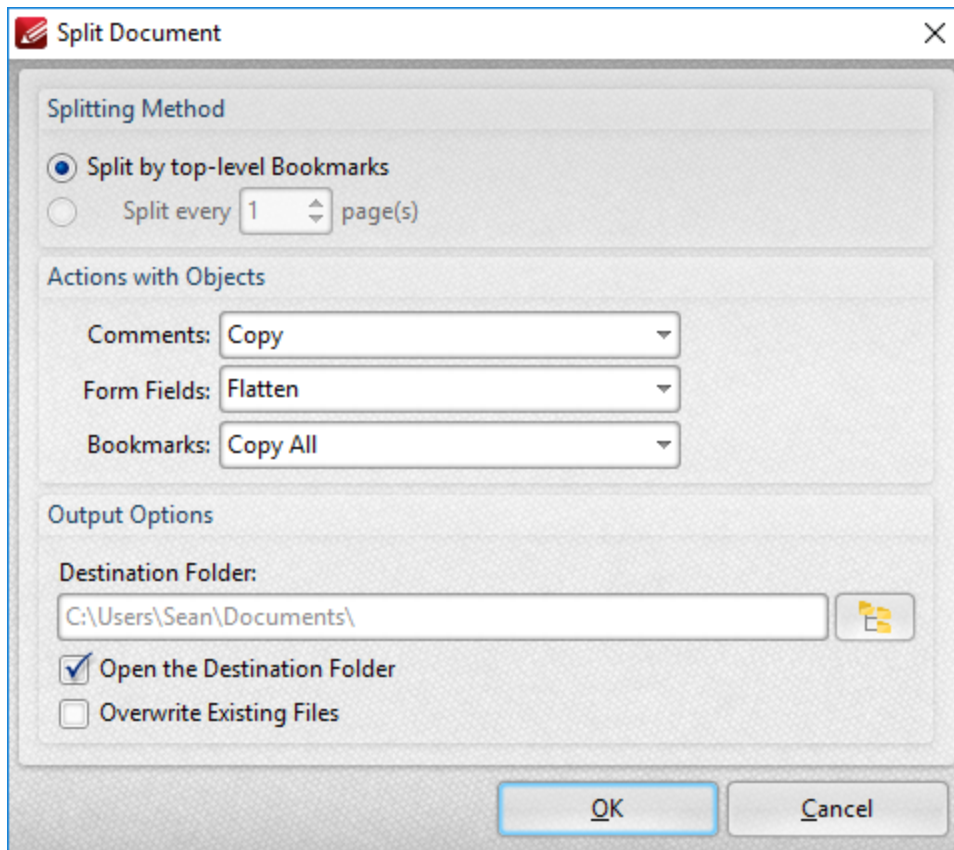 Split Document
Splitting Method
Split by top-level Bookmarks
Split every 1 page(s)
Actions with Objects
Comments: Copy
Form Fields: Flatten
Bookmarks: Copy All
Output Options
Destination Folder:
C:\Users\Sean\Documents\
Open the Destination Folder
Overwrite Existing Files
OK Cancel